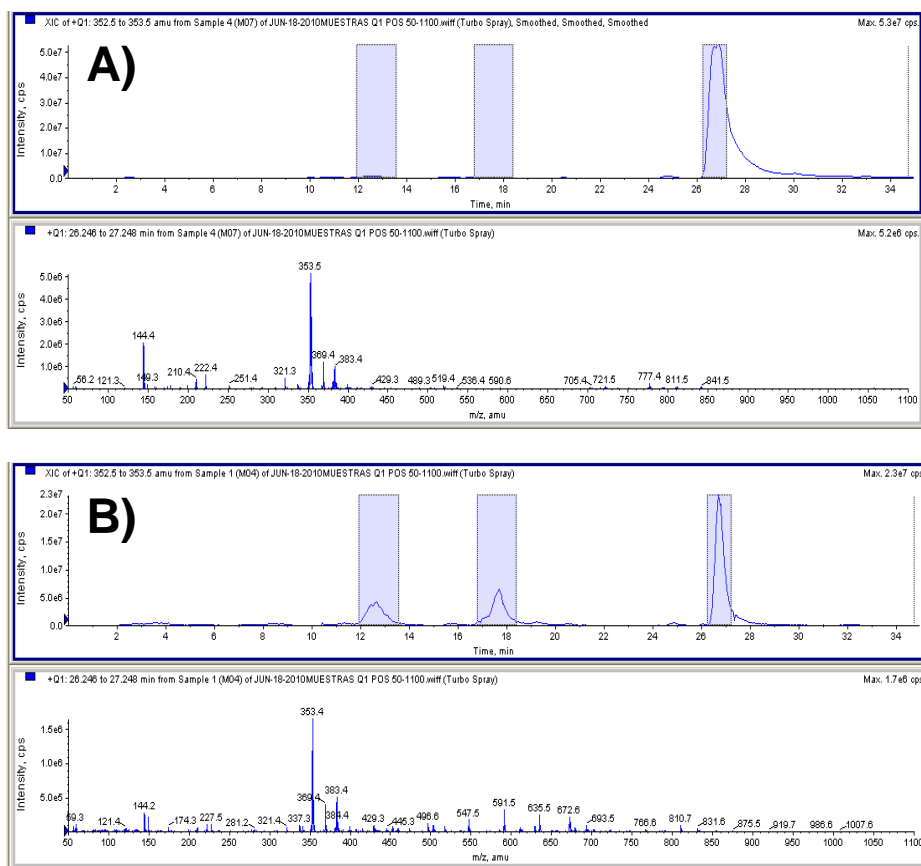 XIC of +Q1: 352.5 to 353.5 amu from Sample 4 (M07) of JUN-18-2010MUESTRAS Q1 POS 50-1100.wiff (Turbo Spray), Smoothed, Smoothed, Smoothed Max. 5.3e7 cps.
A)
Intensity, cps
5.0e7
4.0e7
3.0e7
2.0e7
1.0e7
0.0
2 4 6 8 10 12 14 16 18 20 22 24 26 28 30 32 34
Time, min
+Q1: 26.246 to 27.248 min from Sample 4 (M07) of JUN-18-2010MUESTRAS Q1 POS 50-1100.wiff (Turbo Spray) Max. 5.2e6 cps.
Intensity, cps
5.0e6
4.0e6
3.0e6
2.0e6
1.0e6
0.0
353.5
144.4
369.4 383.4
56.2 121.3 149.3 210.4 222.4 251.4 321.3 429.3 489.3 519.4 536.4 590.6 705.4 721.5 777.4 811.5 841.5
50 100 150 200 250 300 350 400 450 500 550 600 650 700 750 800 850 900 950 1000 1050 1100
m/z, amu
XIC of +Q1: 352.5 to 353.5 amu from Sample 1 (M04) of JUN-18-2010MUESTRAS Q1 POS 50-1100.wiff (Turbo Spray) Max. 2.3e7 cps
B)
Intensity, cps
2.3e7
2.0e7
1.5e7
1.0e7
5.0e6
0.0
2 4 6 8 10 12 14 16 18 20 22 24 26 28 30 32 34
Time, min
+Q1: 26.246 to 27.248 min from Sample 1 (M04) of JUN-18-2010MUESTRAS Q1 POS 50-1100.wiff (Turbo Spray) Max. 1.7e6 cps
Intensity, cps
1.5e6
1.0e6
5.0e5
0.0
353.4
369.4 383.4
144.2 591.5
59.3 121.4 174.3 227.5 281.2 321.4 337.3 384.4 429.3 445.3 496.6 547.5 635.5 672.6 693.5 766.6 810.7 831.6 875.5 919.7 986.6 1007.6
50 100 150 200 250 300 350 400 450 500 550 600 650 700 750 800 850 900 950 1000 1050 1100
m/z, amu